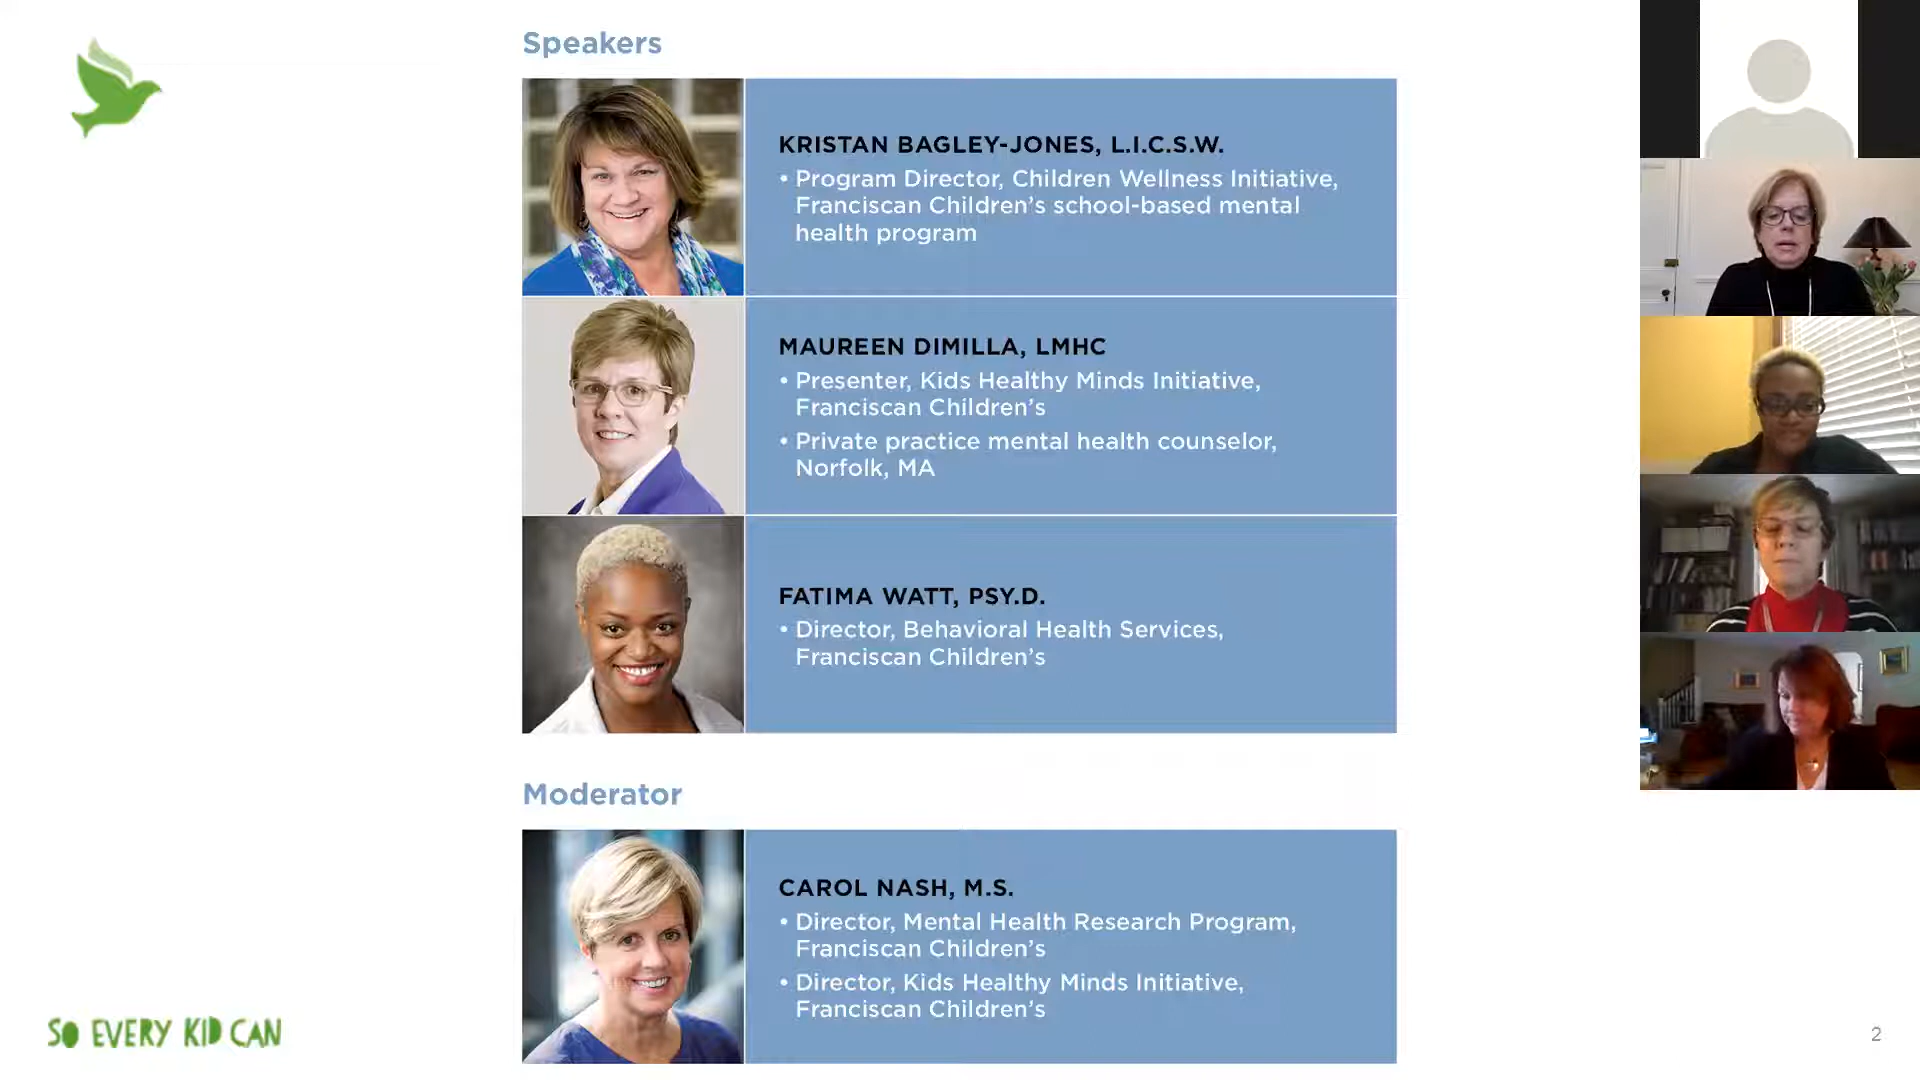 Speakers
KRISTAN BAGLEY-JONES, L.I.C.S.W.
• Program Director, Children Wellness Initiative,
Franciscan Children's school-based mental
health program
MAUREEN DIMILLA, LMHC
• Presenter, Kids Healthy Minds Initiative,
Franciscan Children's
• Private practice mental health counselor,
Norfolk, MA
FATIMA WATT, PSY.D.
• Director, Behavioral Health Services,
Franciscan Children's
Moderator
CAROL NASH, M.S.
• Director, Mental Health Research Program,
Franciscan Children's
• Director, Kids Healthy Minds Initiative,
Franciscan Children's
SO EVERY KID CAN
2